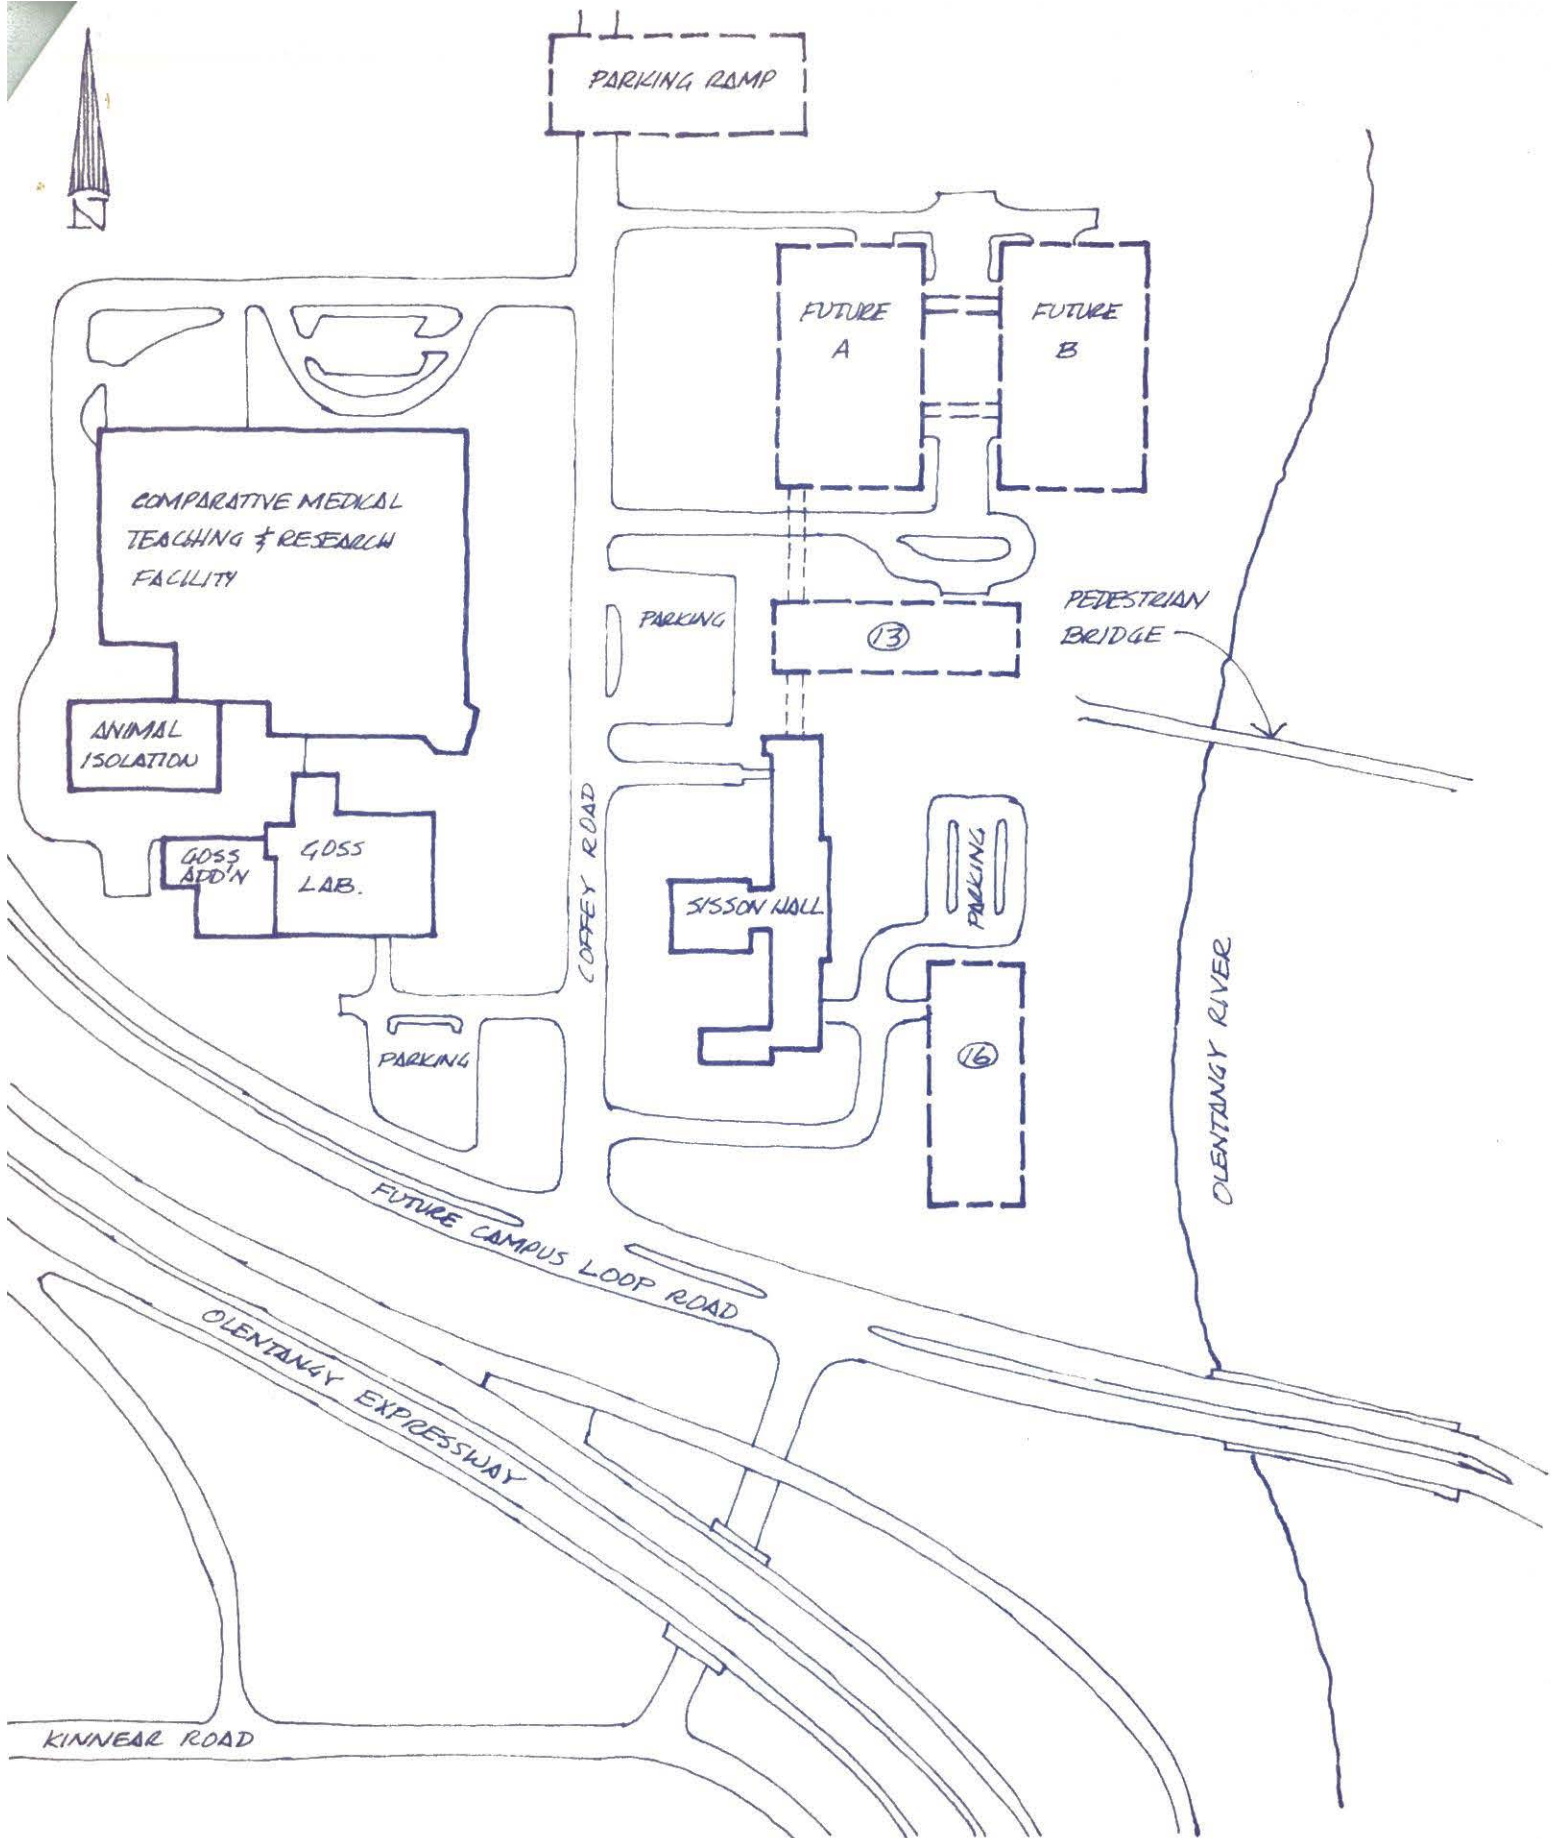 PARKING RAMP
N
FUTURE
A
FUTURE
B
COMPARATIVE MEDICAL
TEACHING & RESEARCH
FACILITY
PARKING
13
PEDESTRIAN
BRIDGE
ANIMAL
ISOLATION
GOSS
ADD'N
GOSS
LAB.
COFFEY ROAD
SISSON HALL
PARKING
OLENTANGY RIVER
PARKING
16
FUTURE CAMPUS LOOP ROAD
OLENTANGY EXPRESSWAY
KINNEAR ROAD